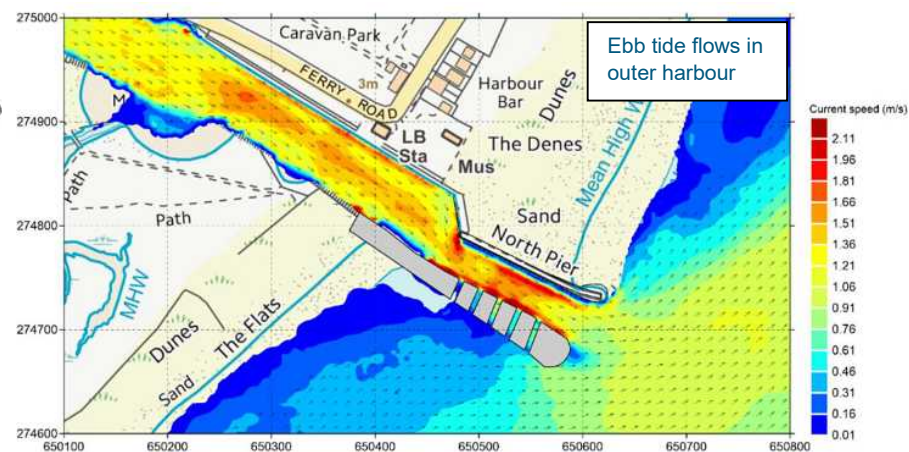 275000
274900
274800
274700
274600
650100
650200
650300
650400
650500
650600
650700
650800
Ebb tide flows in
outer harbour
Caravan Park
FERRY ROAD
3m
Harbour
Bar
Dunes
LB
Sta
Mus
The Denes
Mean High W
M
Path
Path
Sand
North Pier
MHW
Dunes
The Flats
Sand
Current speed (m/s)
2.11
1.96
1.81
1.66
1.51
1.36
1.21
1.06
0.91
0.76
0.61
0.46
0.31
0.16
0.01